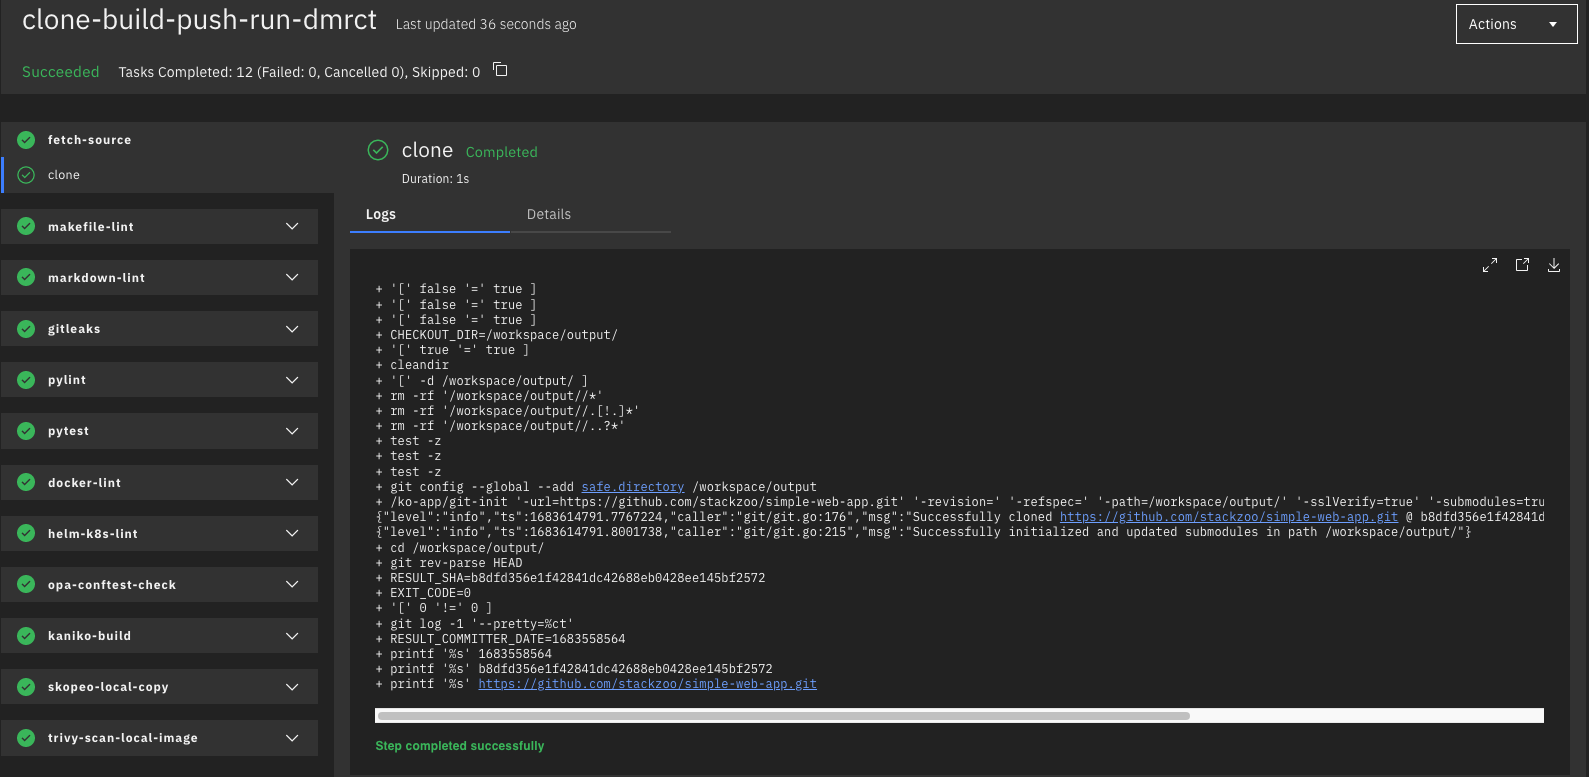 clone-build-push-run-dmrct Last updated 36 seconds ago
Actions
Succeeded Tasks Completed: 12 (Failed: 0, Cancelled 0), Skipped: 0
fetch-source
clone
makefile-lint
markdown-lint
gitleaks
pylint
pytest
docker-lint
helm-k8s-lint
opa-conftest-check
kaniko-build
skopeo-local-copy
trivy-scan-local-image
clone Completed
Duration: 1s
Logs Details
+ '[' false '=' true ]
+ '[' false '=' true ]
+ '[' false '=' true ]
+ CHECKOUT_DIR=/workspace/output/
+ '[' true '=' true ]
+ cleandir
+ '[' -d /workspace/output/ ]
+ rm -rf '/workspace/output//*'
+ rm -rf '/workspace/output//.[!.]*'
+ rm -rf '/workspace/output//..?*'
+ test -z
+ test -z
+ test -z
+ git config --global --add safe.directory /workspace/output
+ /ko-app/git-init '-url=https://github.com/stackzoo/simple-web-app.git' '-revision=' '-refspec=' '-path=/workspace/output/' '-sslVerify=true' '-submodules=tru
{"level":"info","ts":1683614791.7767224,"caller":"git/git.go:176","msg":"Successfully cloned https://github.com/stackzoo/simple-web-app.git @ b8dfd356e1f42841d
{"level":"info","ts":1683614791.8001738,"caller":"git/git.go:215","msg":"Successfully initialized and updated submodules in path /workspace/output/"}
+ cd /workspace/output/
+ git rev-parse HEAD
+ RESULT_SHA=b8dfd356e1f42841dc42688eb0428ee145bf2572
+ EXIT_CODE=0
+ '[' 0 '!=' 0 ]
+ git log -1 '--pretty=%ct'
+ RESULT_COMMITTER_DATE=1683558564
+ printf '%s' 1683558564
+ printf '%s' b8dfd356e1f42841dc42688eb0428ee145bf2572
+ printf '%s' https://github.com/stackzoo/simple-web-app.git
Step completed successfully